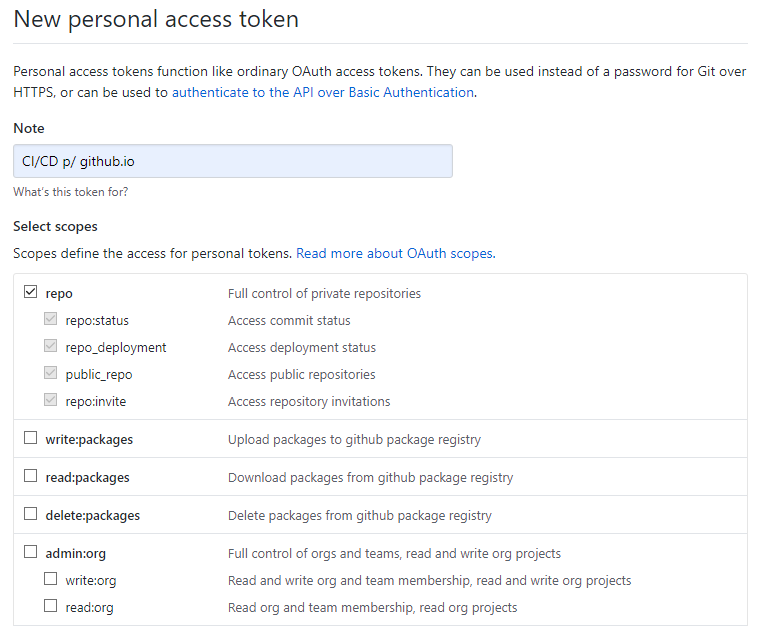 New personal access token
Personal access tokens function like ordinary OAuth access tokens. They can be used instead of a password for Git over
HTTPS, or can be used to authenticate to the API over Basic Authentication.
Note
CI/CD p/ github.io
What's this token for?
Select scopes
Scopes define the access for personal tokens. Read more about OAuth scopes.
repo Full control of private repositories
repo:status Access commit status
repo_deployment Access deployment status
public_repo Access public repositories
repo:invite Access repository invitations
write:packages Upload packages to github package registry
read:packages Download packages from github package registry
delete:packages Delete packages from github package registry
admin:org Full control of orgs and teams, read and write org projects
write:org Read and write org and team membership, read and write org projects
read:org Read org and team membership, read org projects